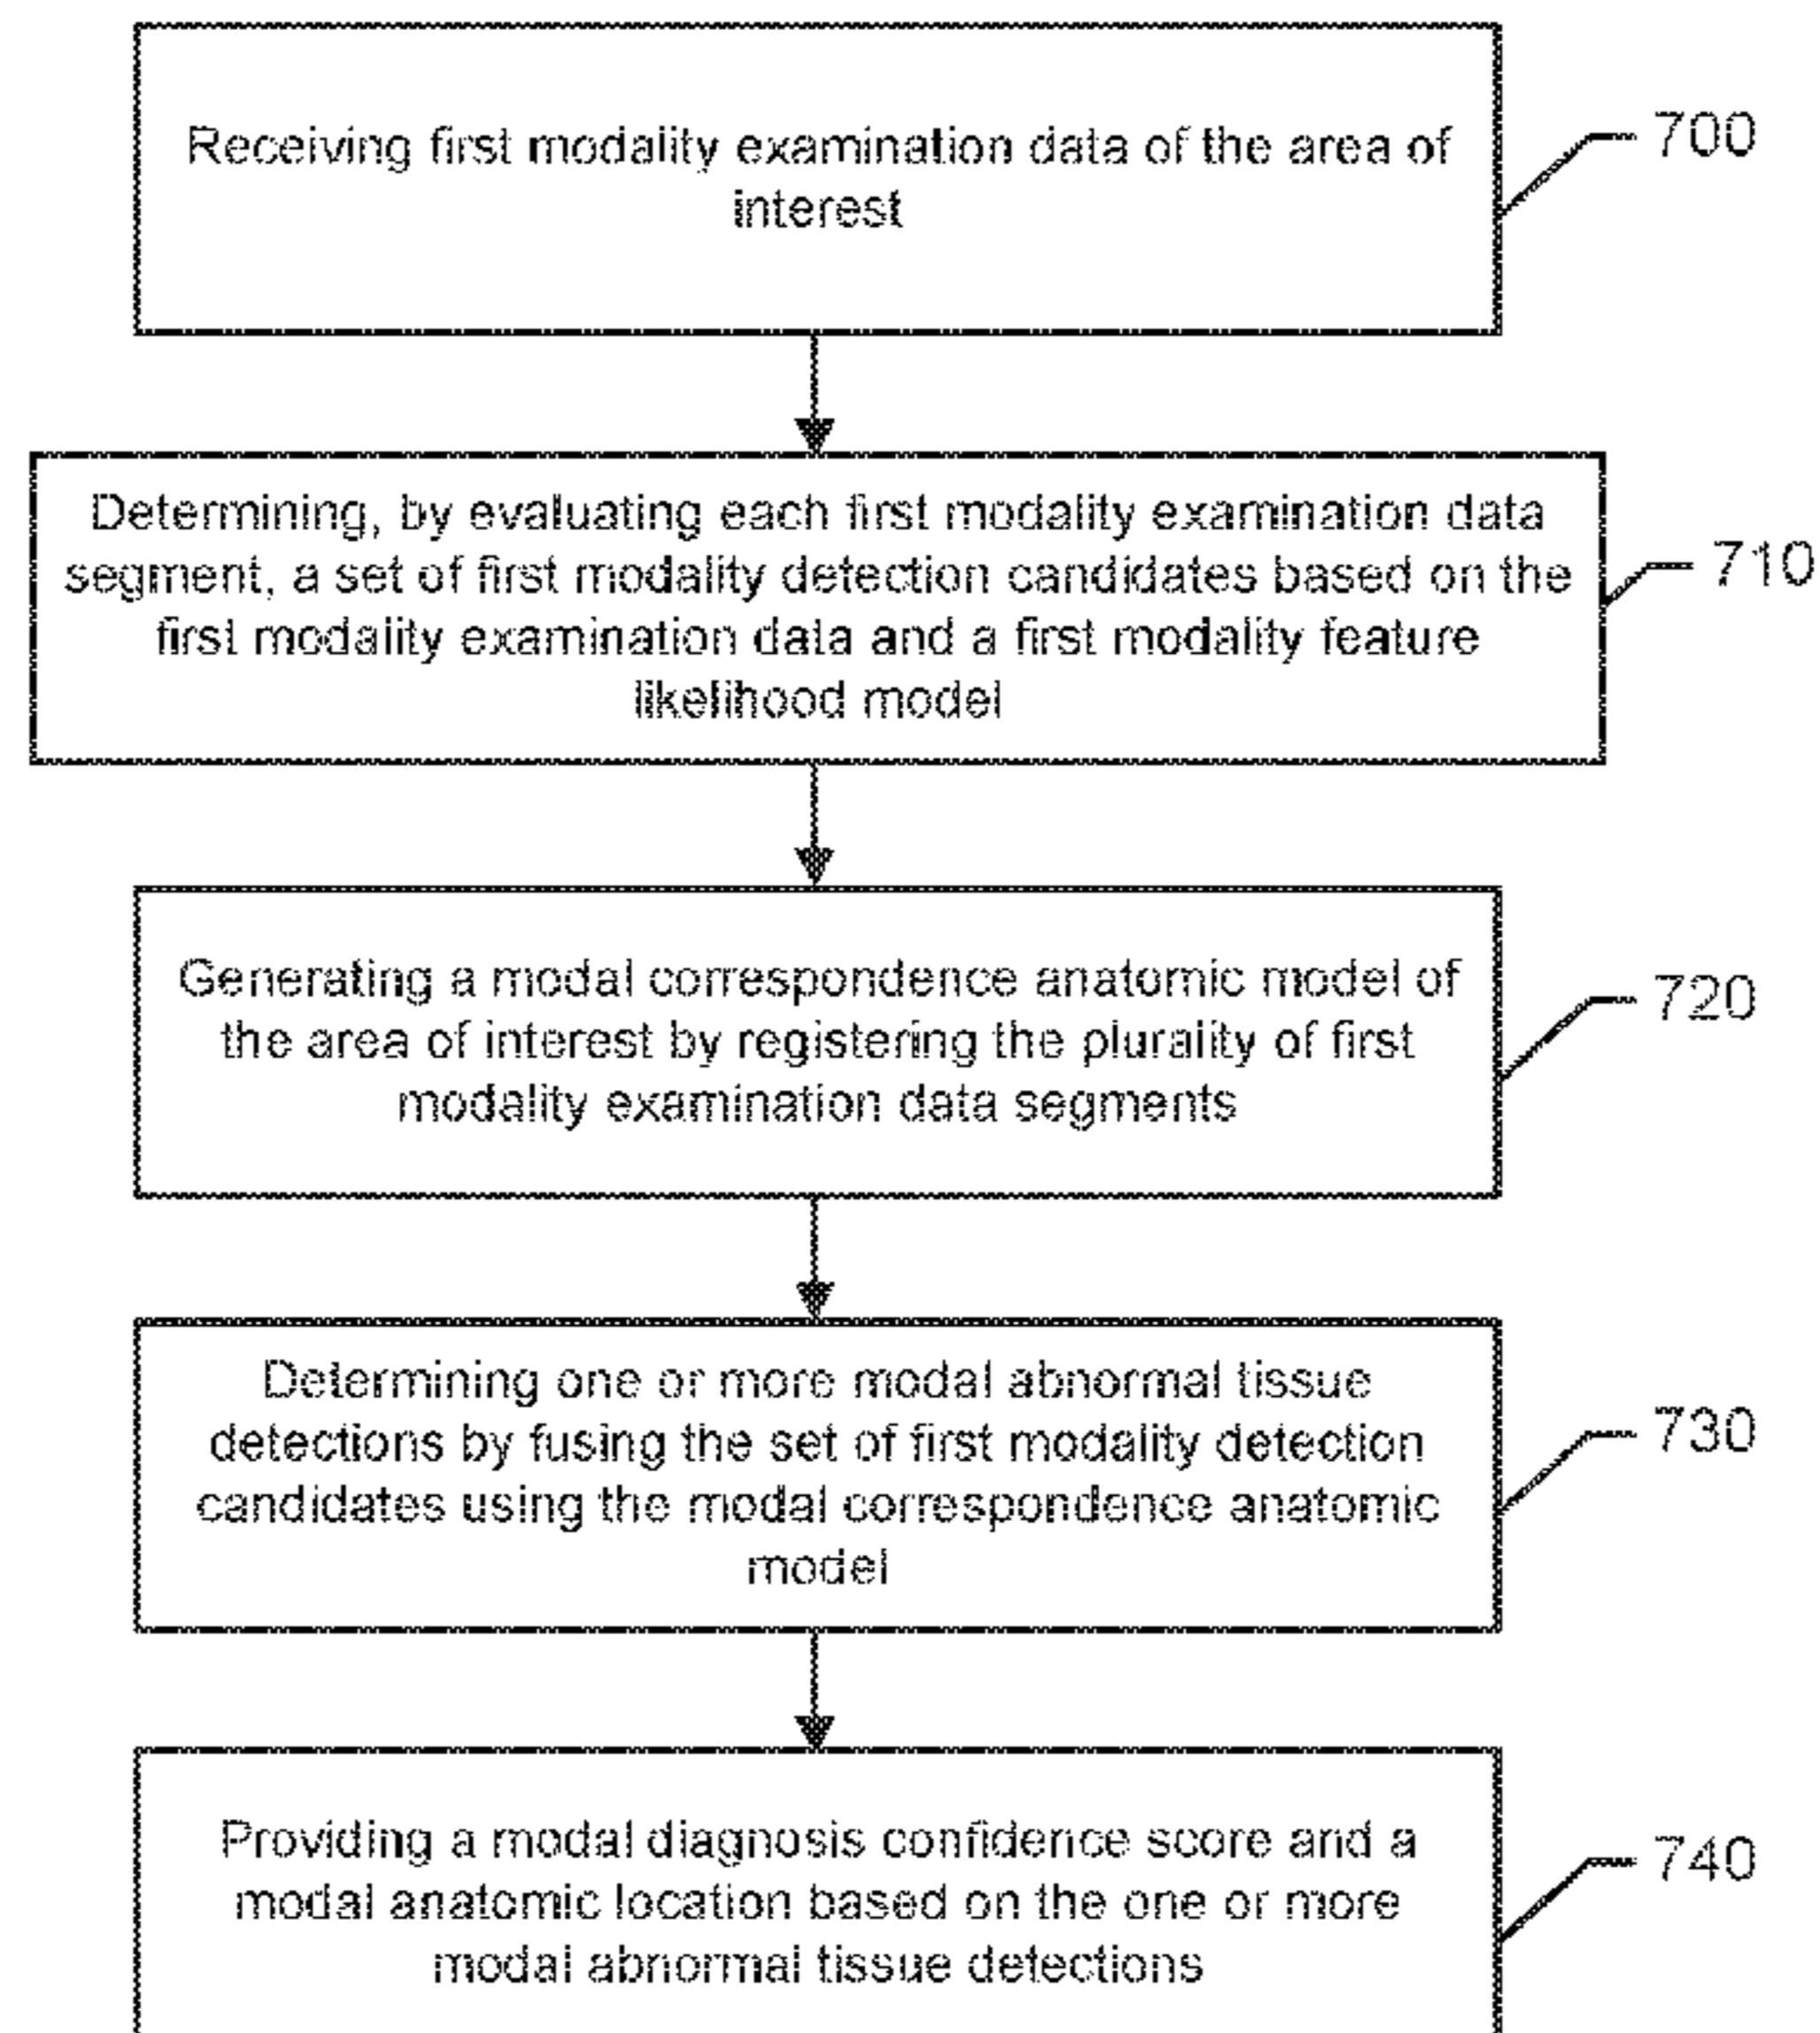 Receiving first modality examination data of the area of
interest
700
Determining, by evaluating each first modality examination data
segment, a set of first modality detection candidates based on the
first modality examination data and a first modality feature
likelihood model
710
Generating a modal correspondence anatomic model of
the area of interest by registering the plurality of first
modality examination data segments
720
Determining one or more modal abnormal tissue
detections by fusing the set of first modality detection
candidates using the modal correspondence anatomic
model
730
Providing a modal diagnosis confidence score and a
modal anatomic location based on the one or more
modal abnormal tissue detections
740